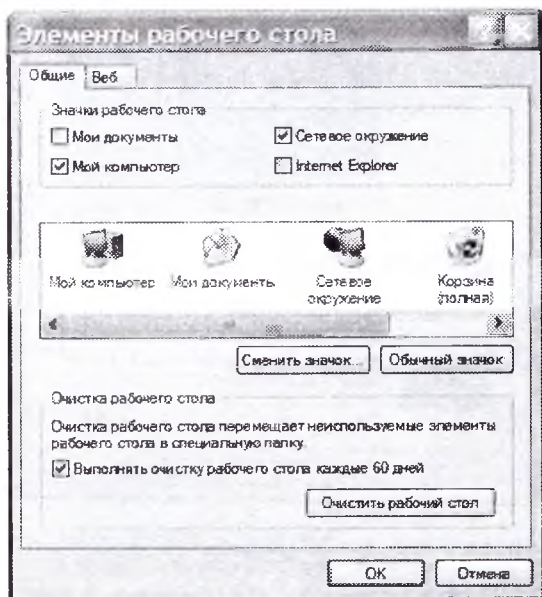 Элементы рабочего стола
Общие Веб
Значки рабочего стола
Мои документы Сетевое окружение
Мой компьютер Internet Explorer
Мой компьютер Мои документы Сетевое окружение Корзина (полная)
Сменить значок... Обычный значок
Очистка рабочего стола
Очистка рабочего стола перемещает неиспользуемые элементы
рабочего стола в специальную папку.
Выполнять очистку рабочего стола каждые 60 дней
Очистить рабочий стол
ОК Отмена